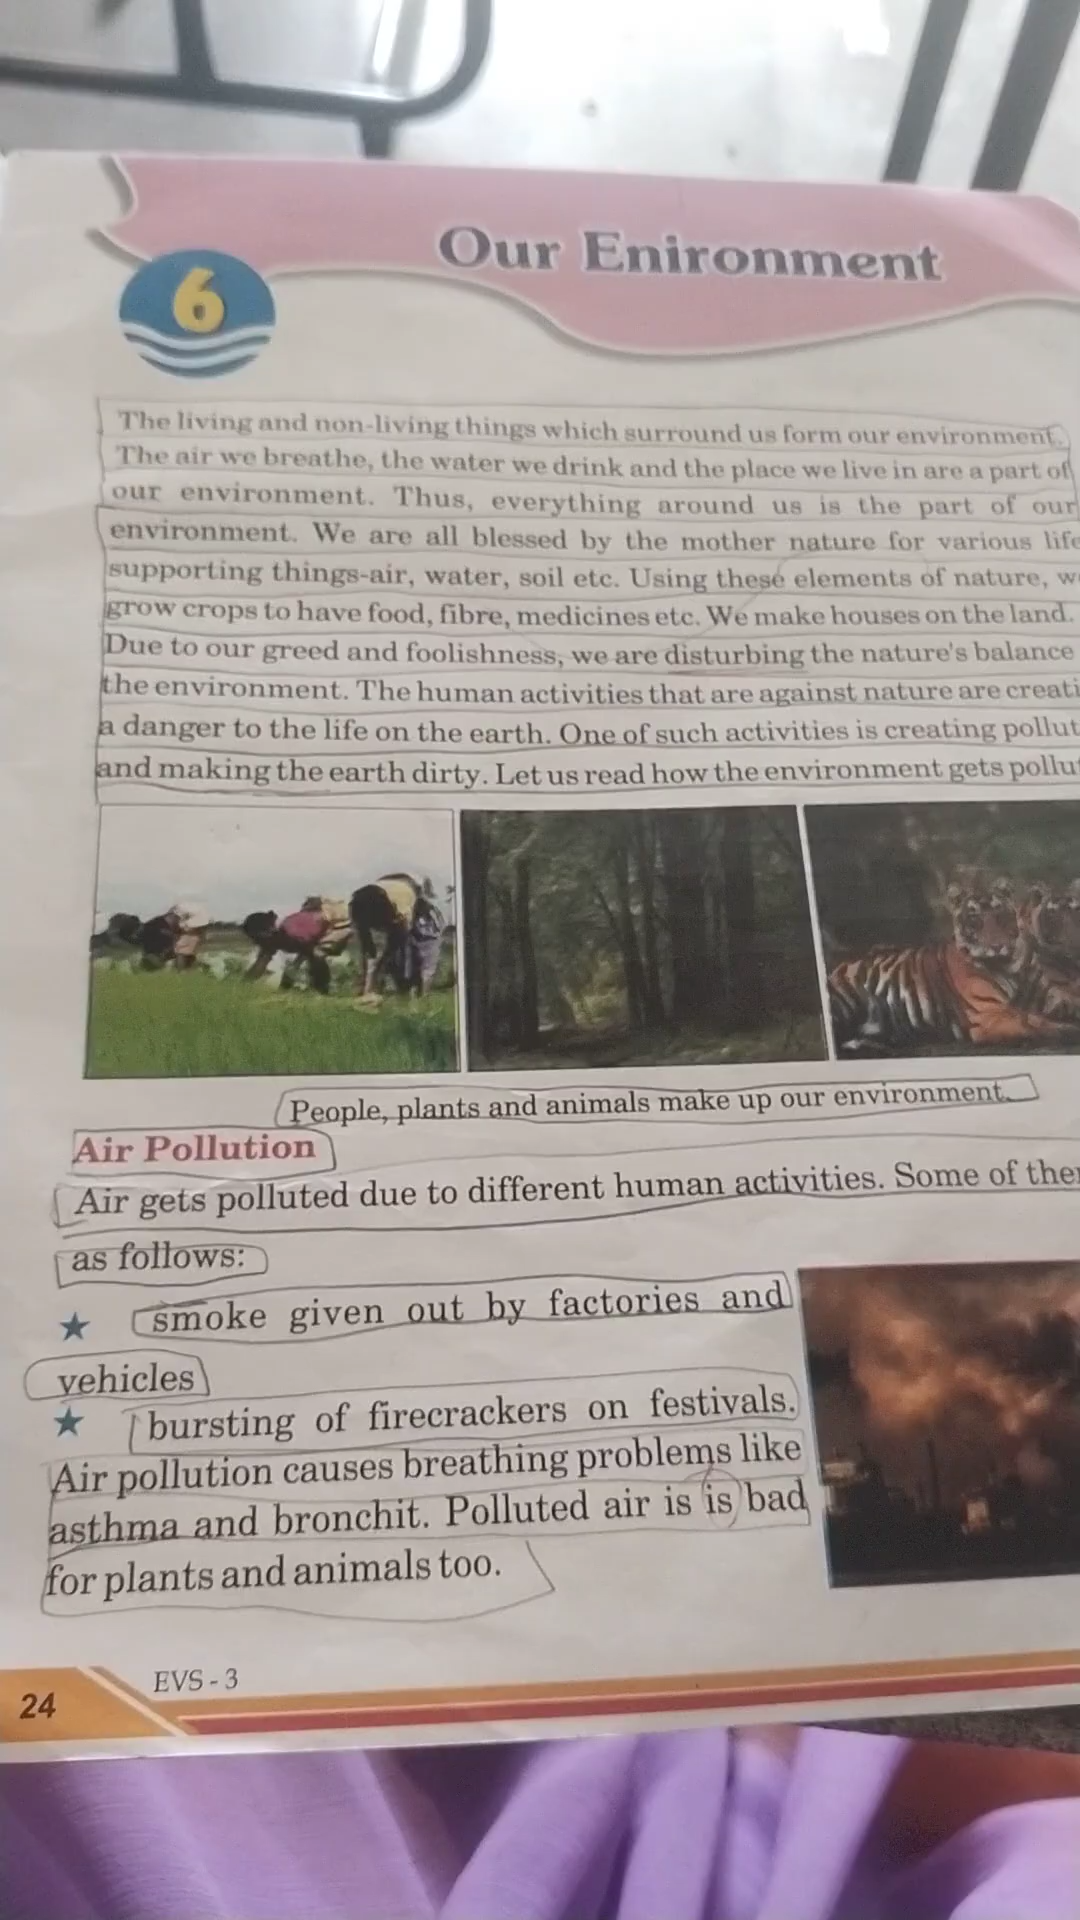 Our Enironment
6
The living and non-living things which surround us form our environment.
The air we breathe, the water we drink and the place we live in are a part of
our environment. Thus, everything around us is the part of our
environment. We are all blessed by the mother nature for various life
supporting things-air, water, soil etc. Using these elements of nature,
grow crops to have food, fibre, medicines etc. We make houses on the land.
Due to our greed and foolishness, we are disturbing the nature's balance
the environment. The human activities that are against nature are
a danger to the life on the earth. One of such activities is creating
and making the earth dirty. Let us read how the environment gets
People, plants and animals make up our environment.
Air Pollution
Air gets polluted due to different human activities. Some of
as follows:
★ smoke given out by factories and
vehicles
★ bursting of firecrackers on festivals.
Air pollution causes breathing problems like
asthma and bronchit. Polluted air is is bad
for plants and animals too.
EVS - 3
24